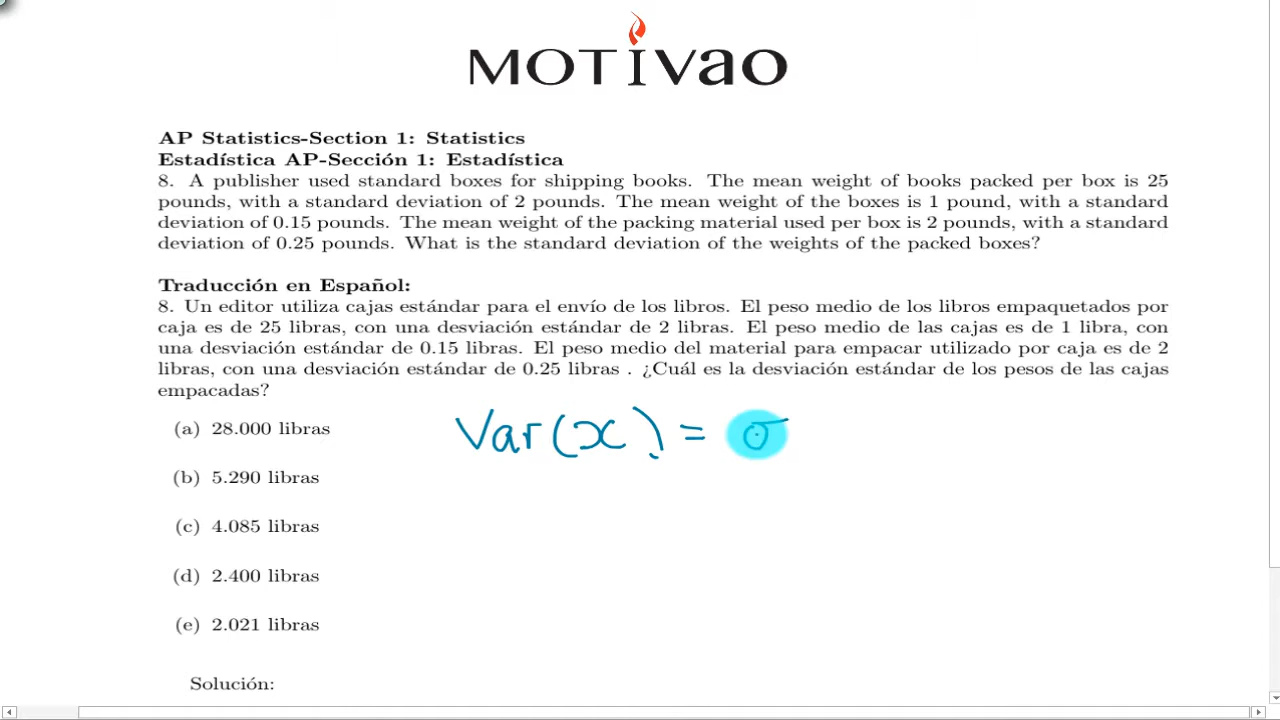 MOTIVAO
AP Statistics-Section 1: Statistics
Estadística AP-Sección 1: Estadística
8. A publisher used standard boxes for shipping books. The mean weight of books packed per box is 25
pounds, with a standard deviation of 2 pounds. The mean weight of the boxes is 1 pound, with a standard
deviation of 0.15 pounds. The mean weight of the packing material used per box is 2 pounds, with a standard
deviation of 0.25 pounds. What is the standard deviation of the weights of the packed boxes?
Traducción en Español:
8. Un editor utiliza cajas estándar para el envío de los libros. El peso medio de los libros empaquetados por
caja es de 25 libras, con una desviación estándar de 2 libras. El peso medio de las cajas es de 1 libra, con
una desviación estándar de 0.15 libras. El peso medio del material para empacar utilizado por caja es de 2
libras, con una desviación estándar de 0.25 libras . ¿Cuál es la desviación estándar de los pesos de las cajas
empacadas?
(a) 28.000 libras
Var(x) = σ
(b) 5.290 libras
(c) 4.085 libras
(d) 2.400 libras
(e) 2.021 libras
Solución: